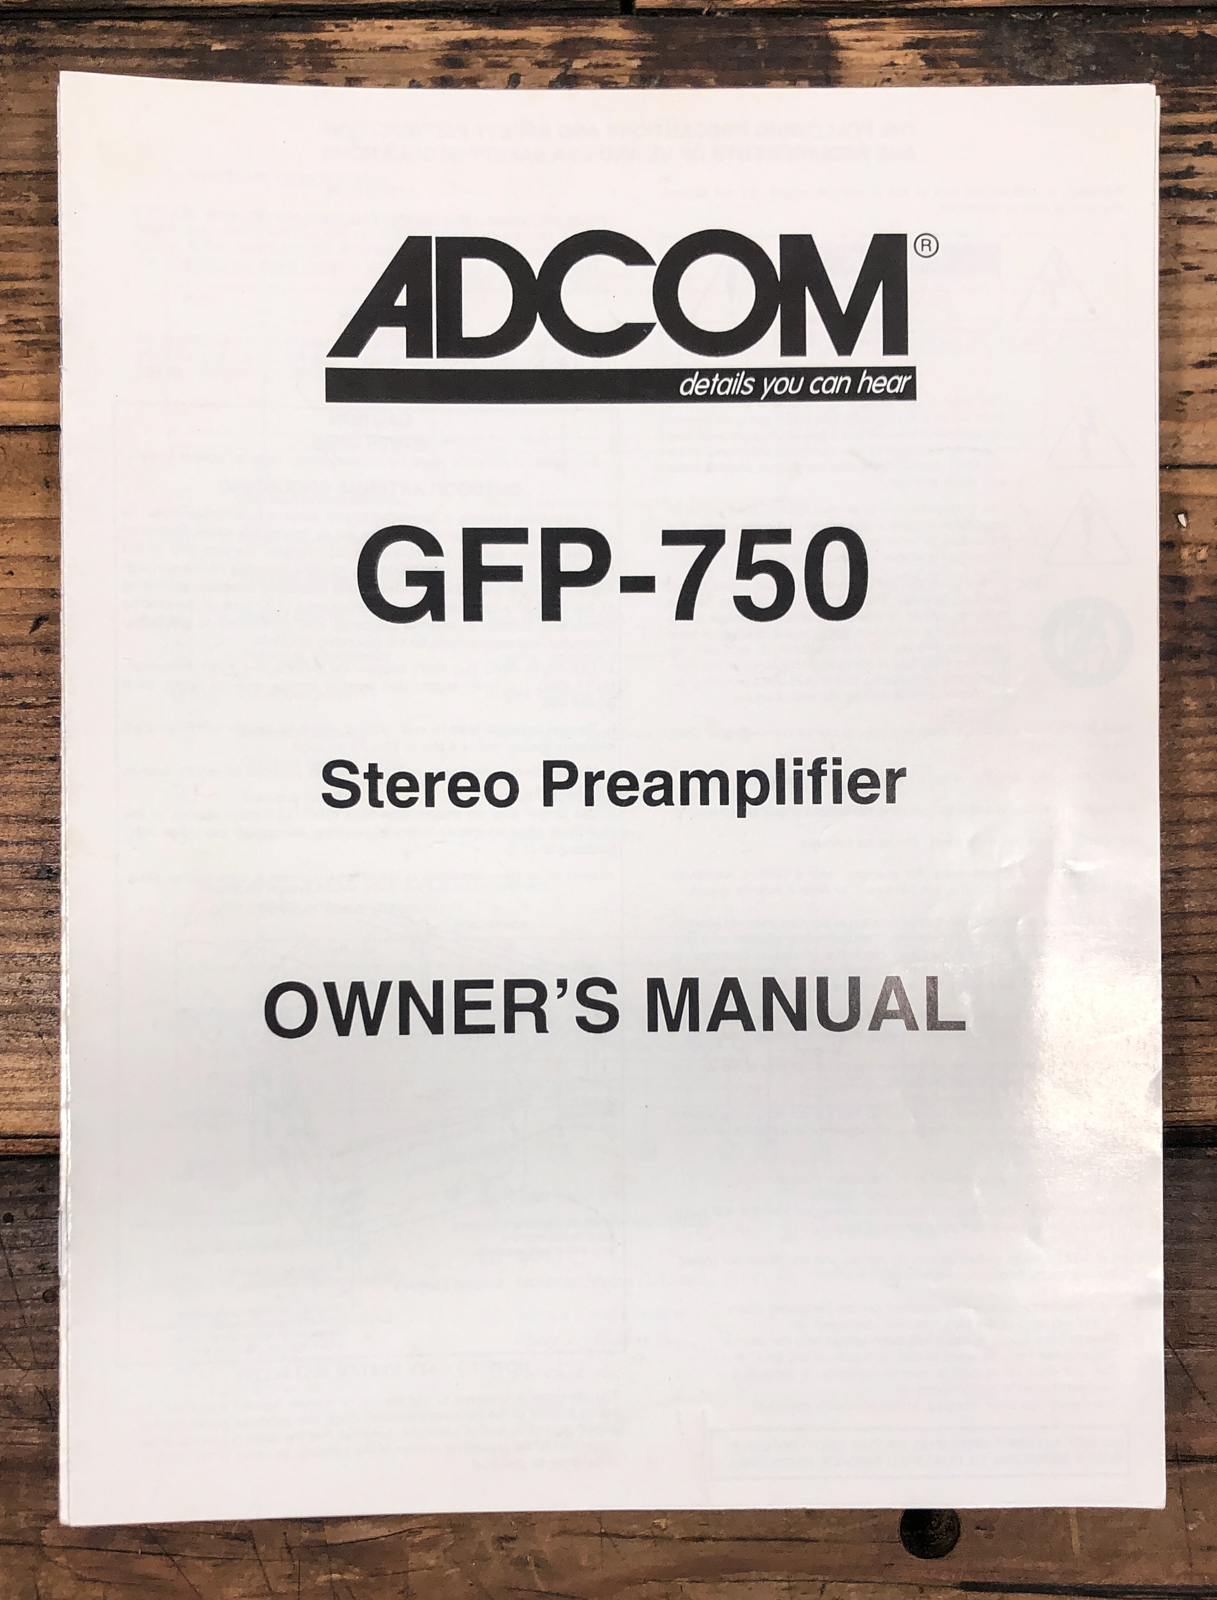 ADCOM®
details you can hear
GFP-750
Stereo Preamplifier
OWNER'S MANUAL